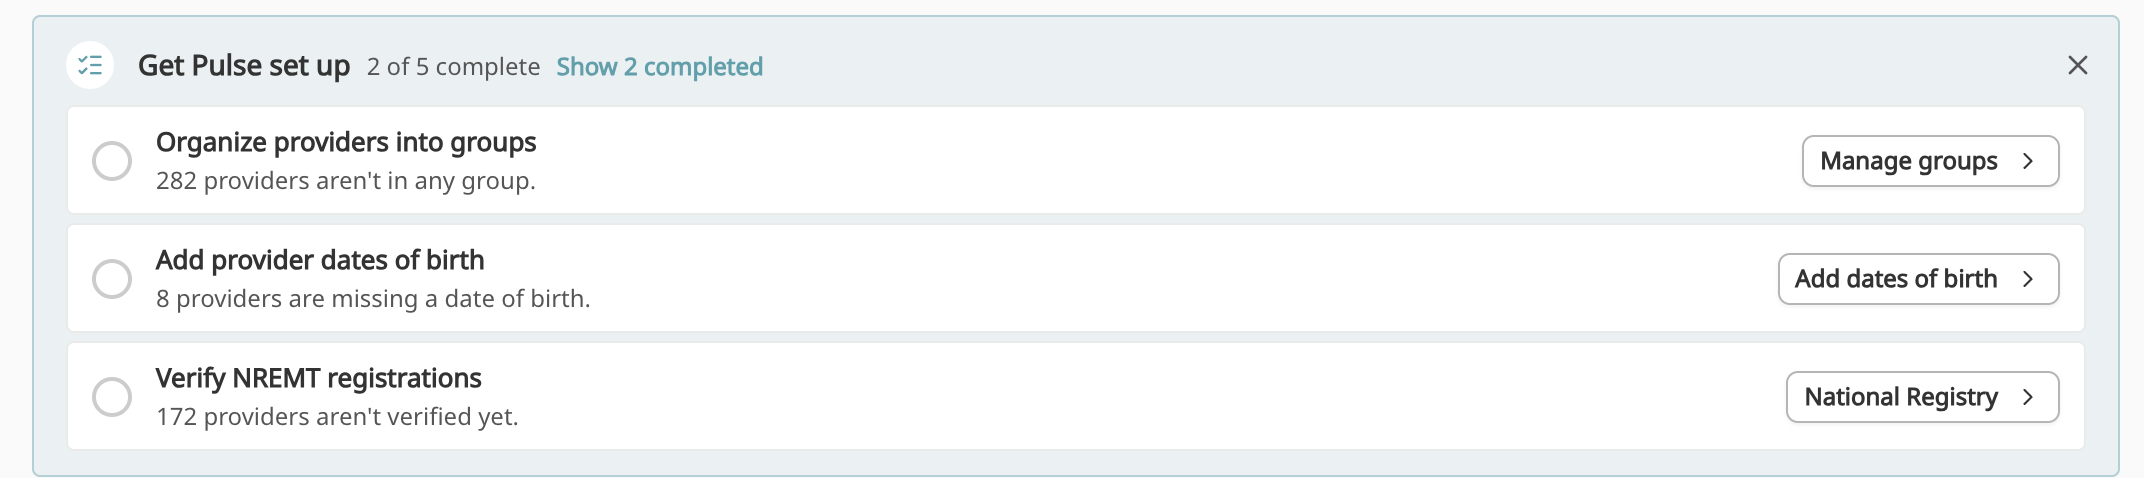 Get Pulse set up 2 of 5 complete Show 2 completed
Organize providers into groups
282 providers aren't in any group.
Manage groups
Add provider dates of birth
8 providers are missing a date of birth.
Add dates of birth
Verify NREMT registrations
172 providers aren't verified yet.
National Registry